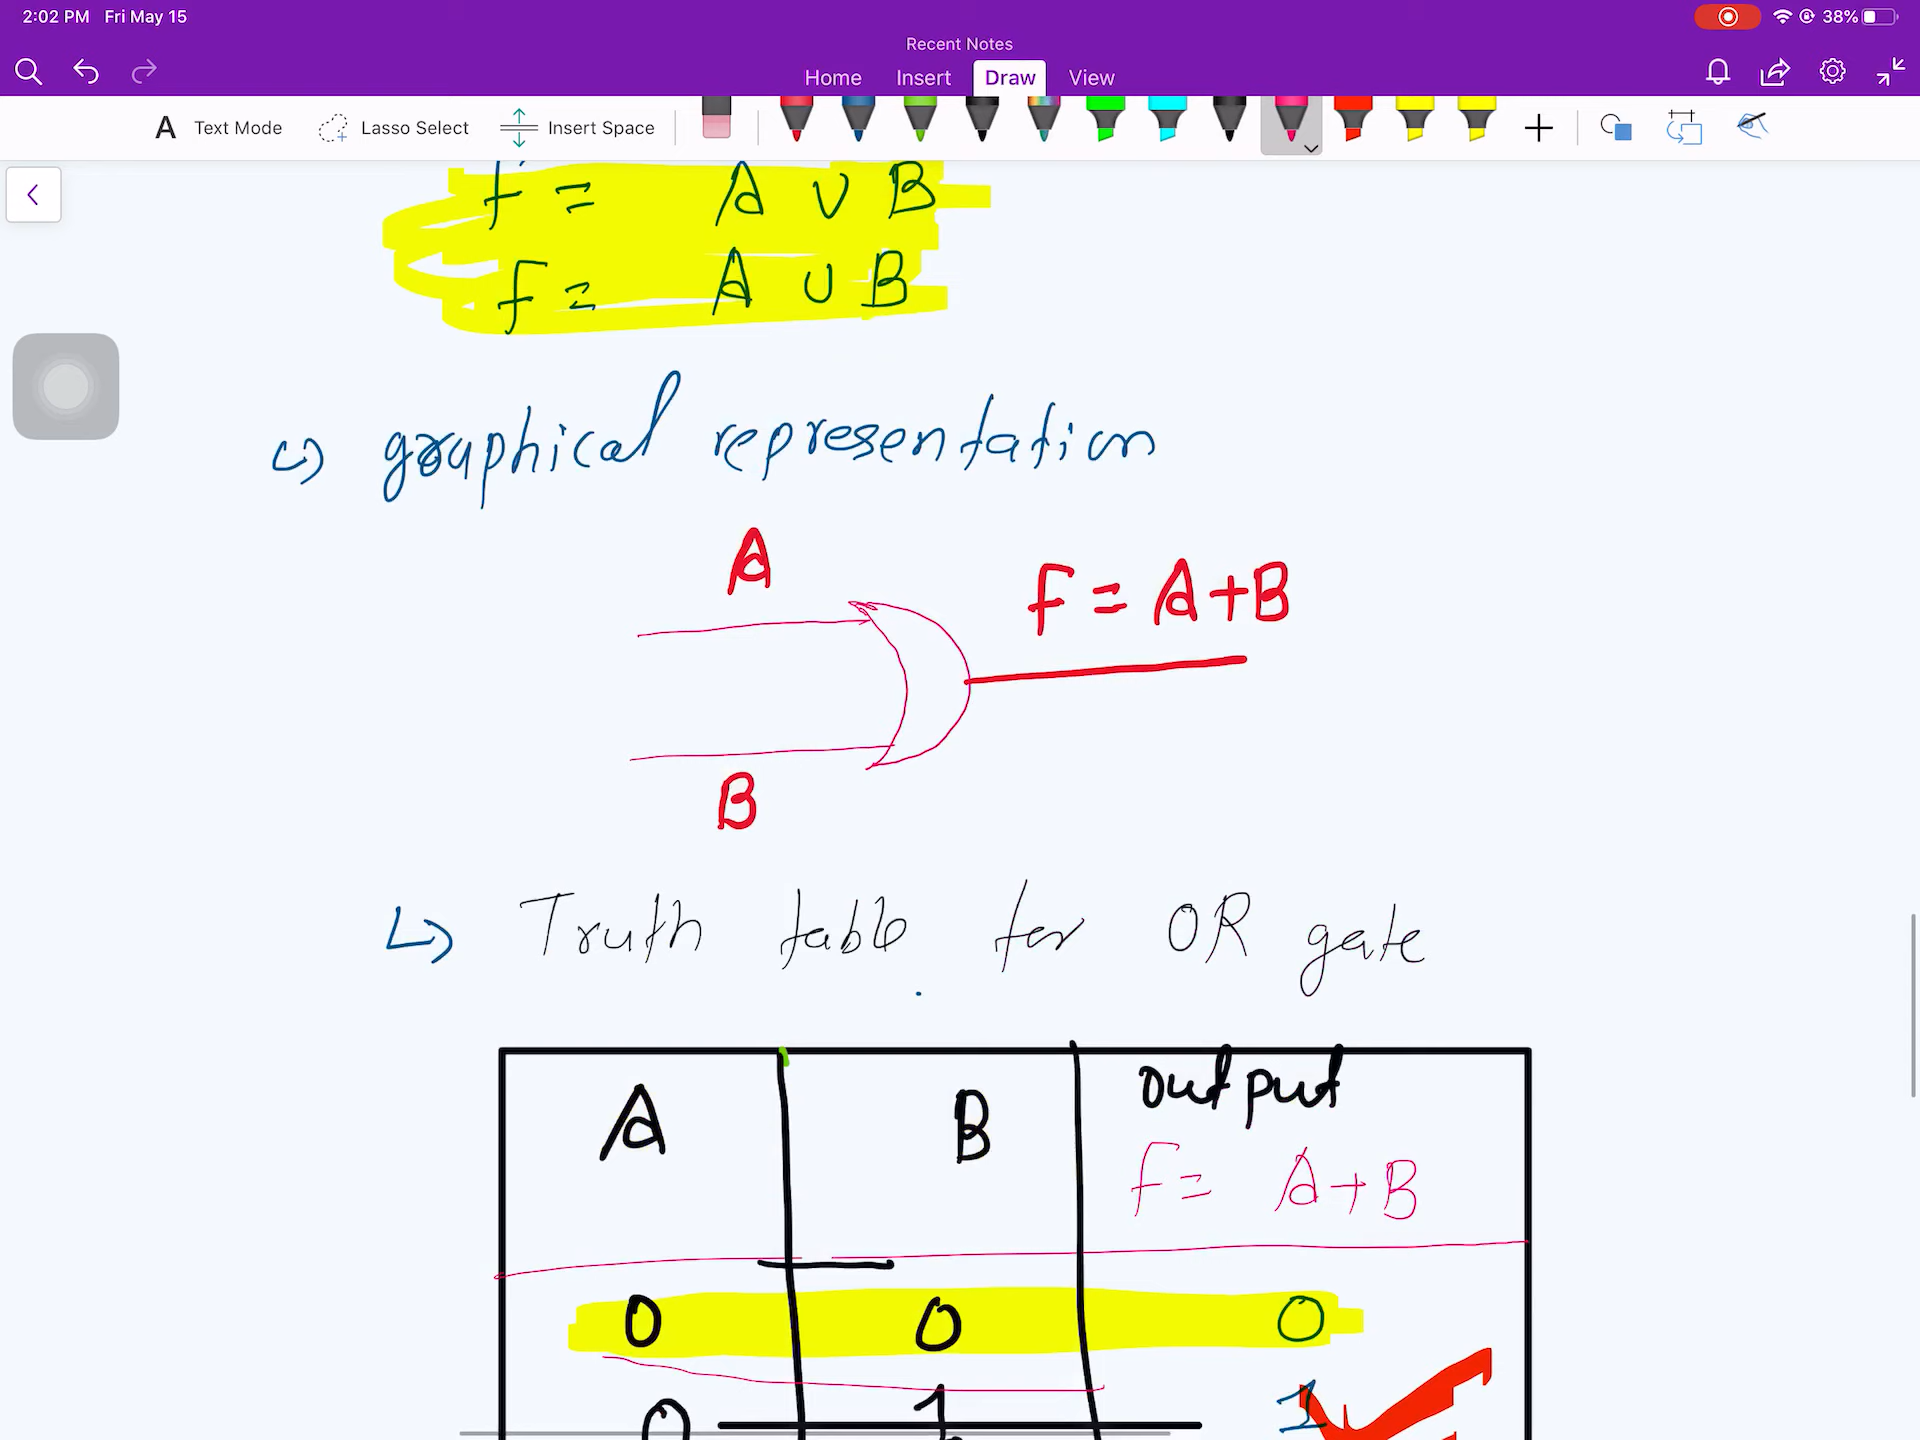 2:02 PM Fri May 15
38%
Recent Notes
Home Insert Draw View
A Text Mode Lasso Select Insert Space
f = A ∨ B
f = A ∪ B
↳ graphical representation
A
F = A+B
B
↳ Truth table for OR gate
A B output
F = A+B
0 0 0
0 1 1